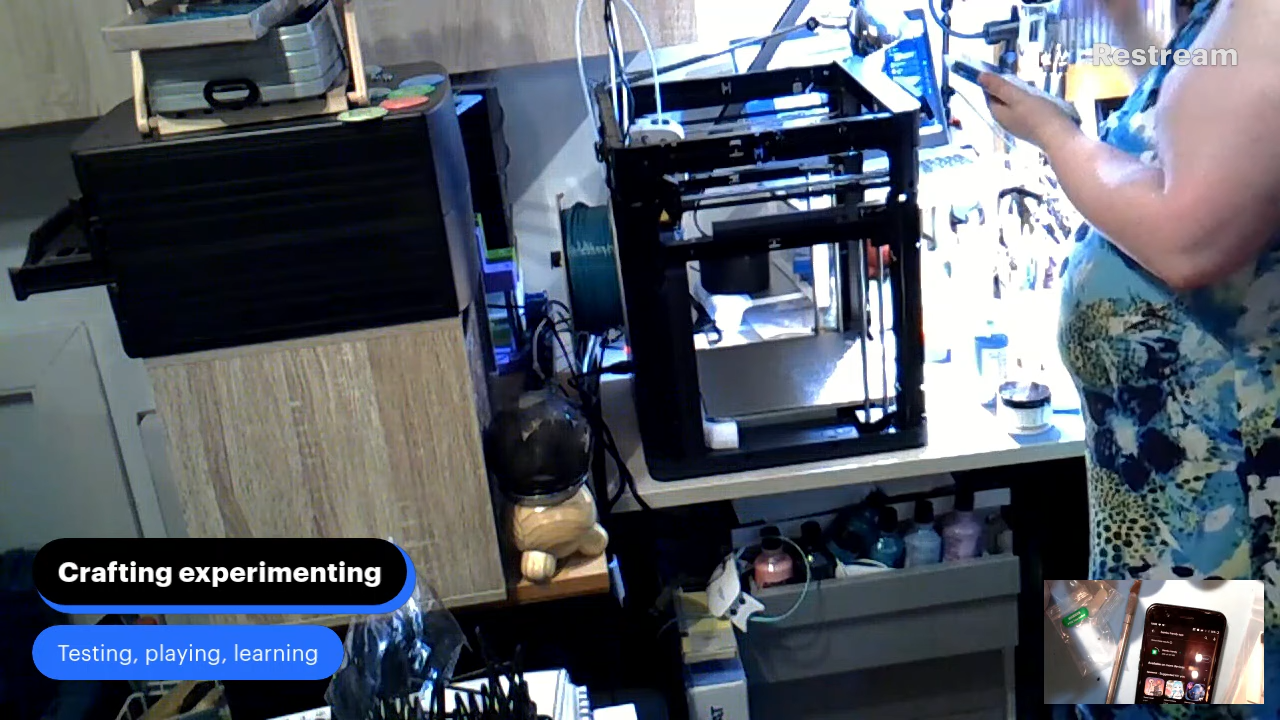 Restream
Crafting experimenting
Testing, playing, learning